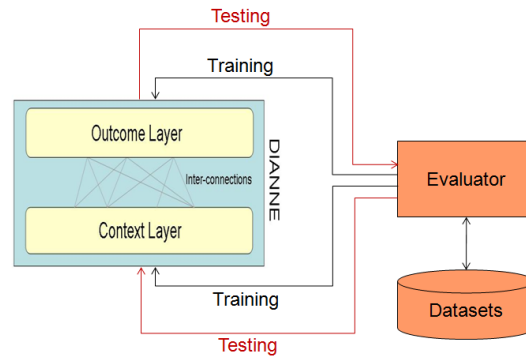 Testing
Training
Outcome Layer
Inter-connections
DIANNE
Context Layer
Evaluator
Training
Datasets
Testing